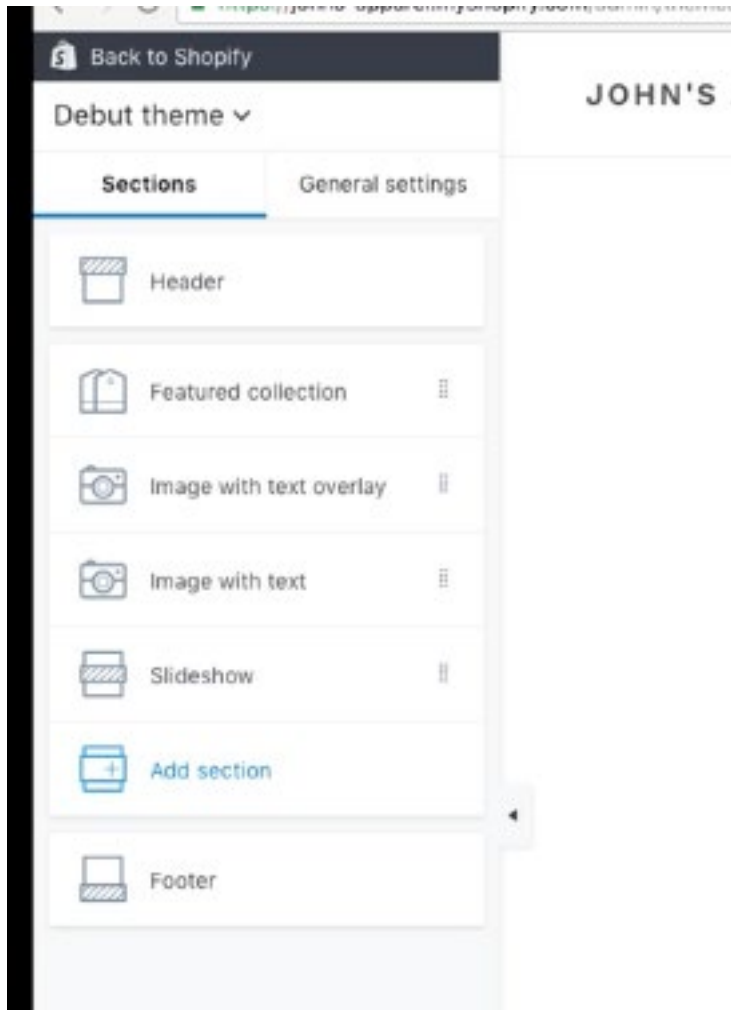 Back to Shopify
JOHN'S
Debut theme
Sections General settings
Header
Featured collection
Image with text overlay
Image with text
Slideshow
Add section
Footer